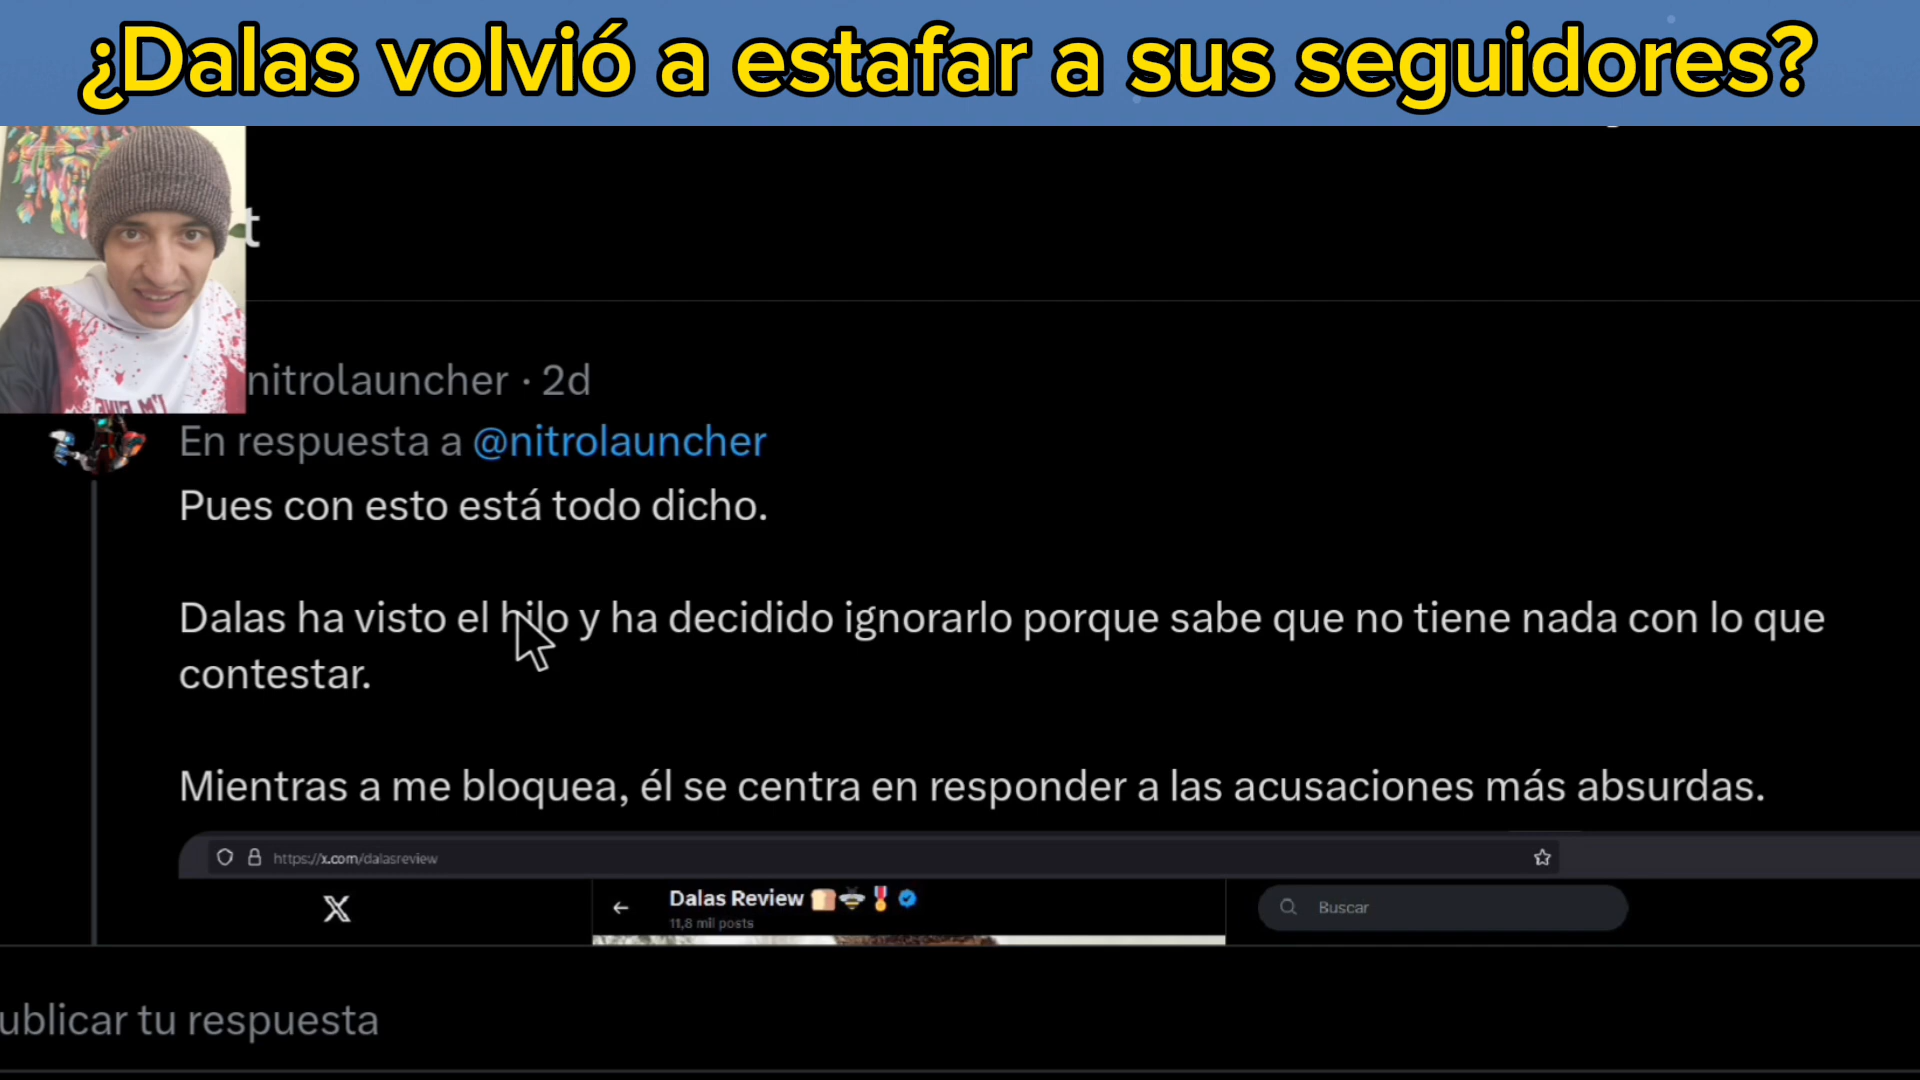 ¿Dalas volvió a estafar a sus seguidores?
t
nitrolauncher · 2d
En respuesta a @nitrolauncher
Pues con esto está todo dicho.
Dalas ha visto el hilo y ha decidido ignorarlo porque sabe que no tiene nada con lo que
contestar.
Mientras a me bloquea, él se centra en responder a las acusaciones más absurdas.
https://x.com/dalasreview
Dalas Review
11,8 mil posts
Buscar
ublicar tu respuesta